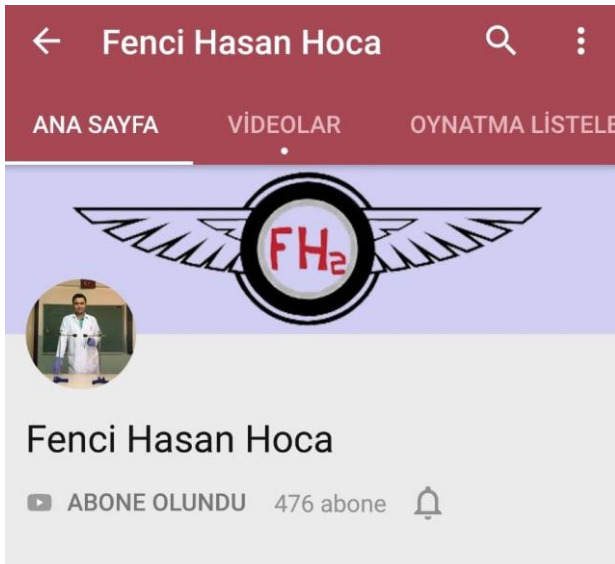 Fenci Hasan Hoca
ANA SAYFA VİDEOLAR OYNATMA LİSTELE
FH2
Fenci Hasan Hoca
ABONE OLUNDU 476 abone